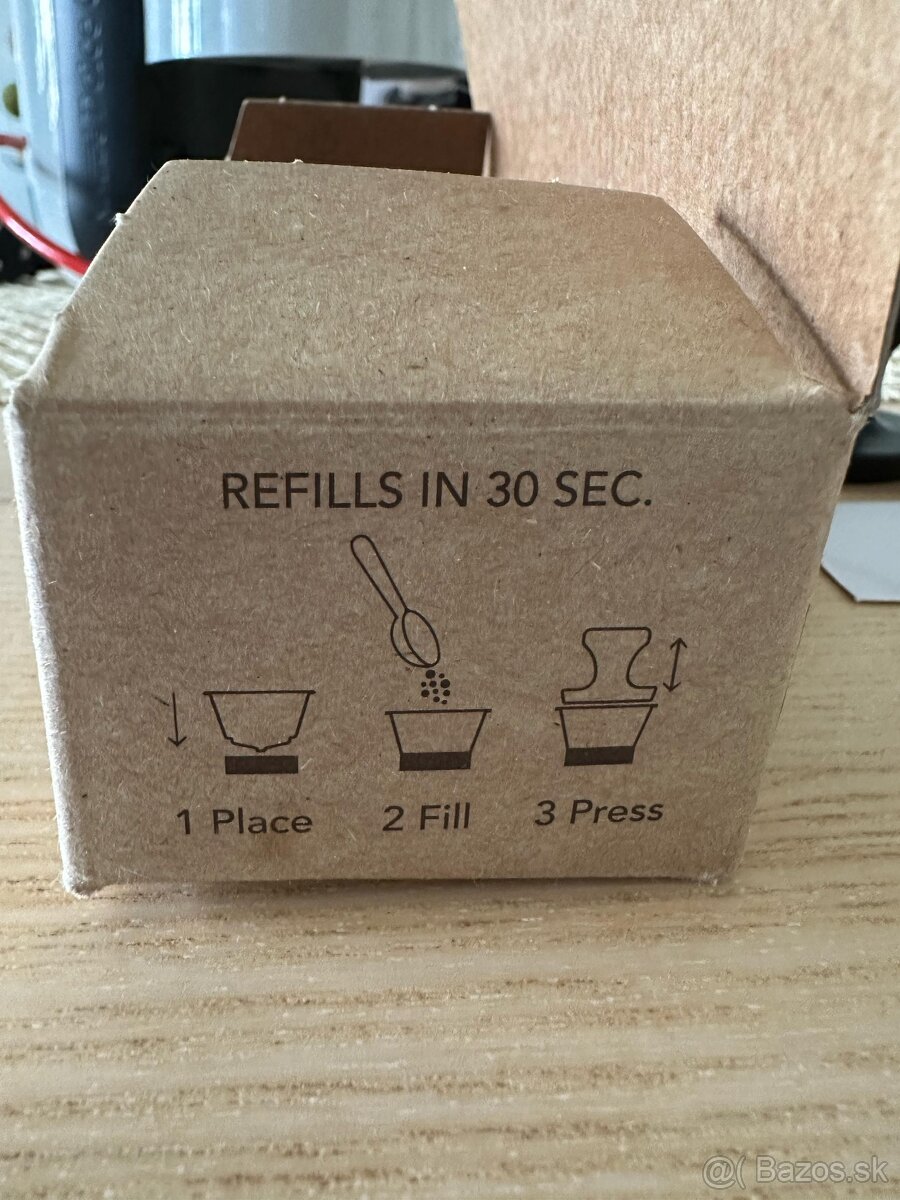 REFILLS IN 30 SEC.
1 Place
2 Fill
3 Press
@( Bazos.sk